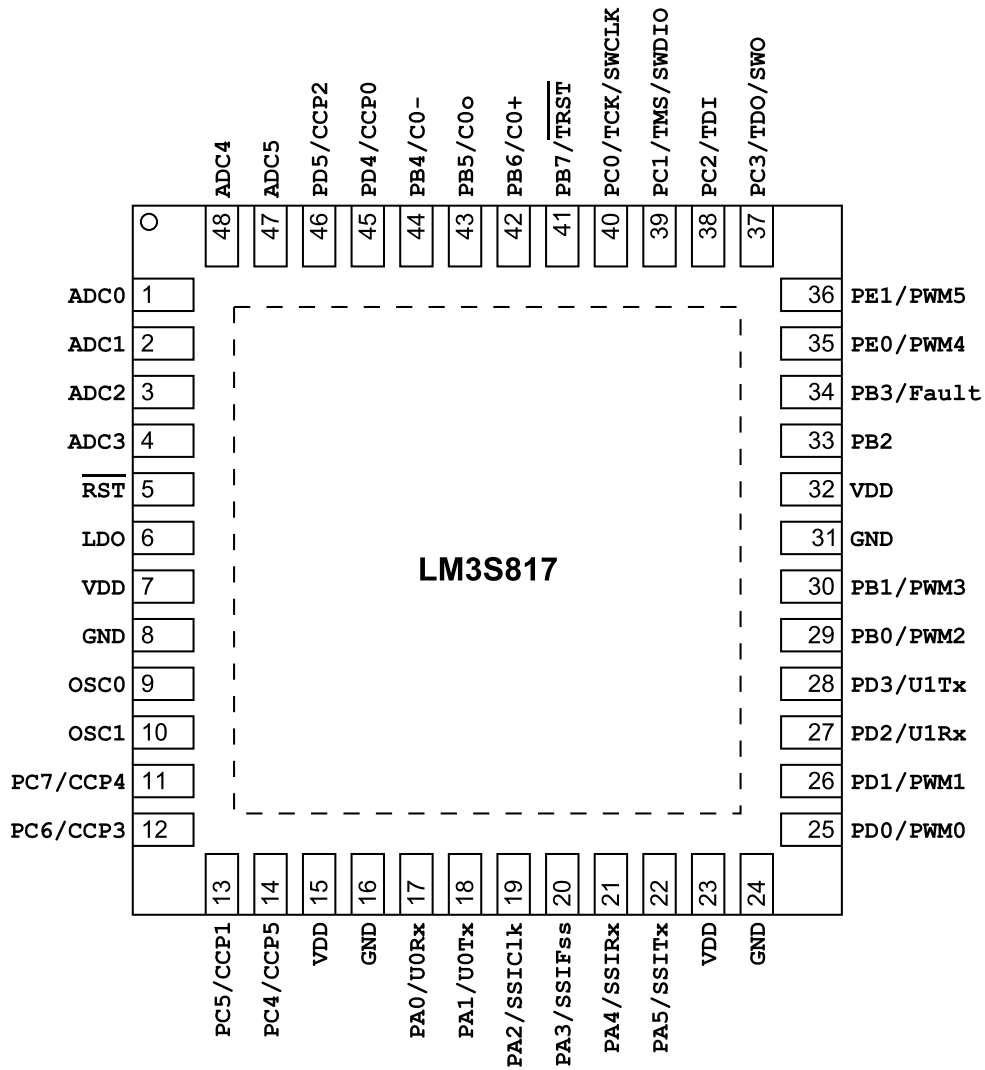 ADC4
ADC5
PD5/CCP2
PD4/CCP0
PB4/C0-
PB5/C0o
PB6/C0+
PB7/TRST
PC0/TCK/SWCLK
PC1/TMS/SWDIO
PC2/TDI
PC3/TDO/SWO
48
47
46
45
44
43
42
41
40
39
38
37
ADC0 1
ADC1 2
ADC2 3
ADC3 4
RST 5
LDO 6
VDD 7
GND 8
OSC0 9
OSC1 10
PC7/CCP4 11
PC6/CCP3 12
LM3S817
36 PE1/PWM5
35 PE0/PWM4
34 PB3/Fault
33 PB2
32 VDD
31 GND
30 PB1/PWM3
29 PB0/PWM2
28 PD3/U1Tx
27 PD2/U1Rx
26 PD1/PWM1
25 PD0/PWM0
13
14
15
16
17
18
19
20
21
22
23
24
PC5/CCP1
PC4/CCP5
VDD
GND
PA0/U0Rx
PA1/U0Tx
PA2/SSIClk
PA3/SSIFss
PA4/SSIRx
PA5/SSITx
VDD
GND